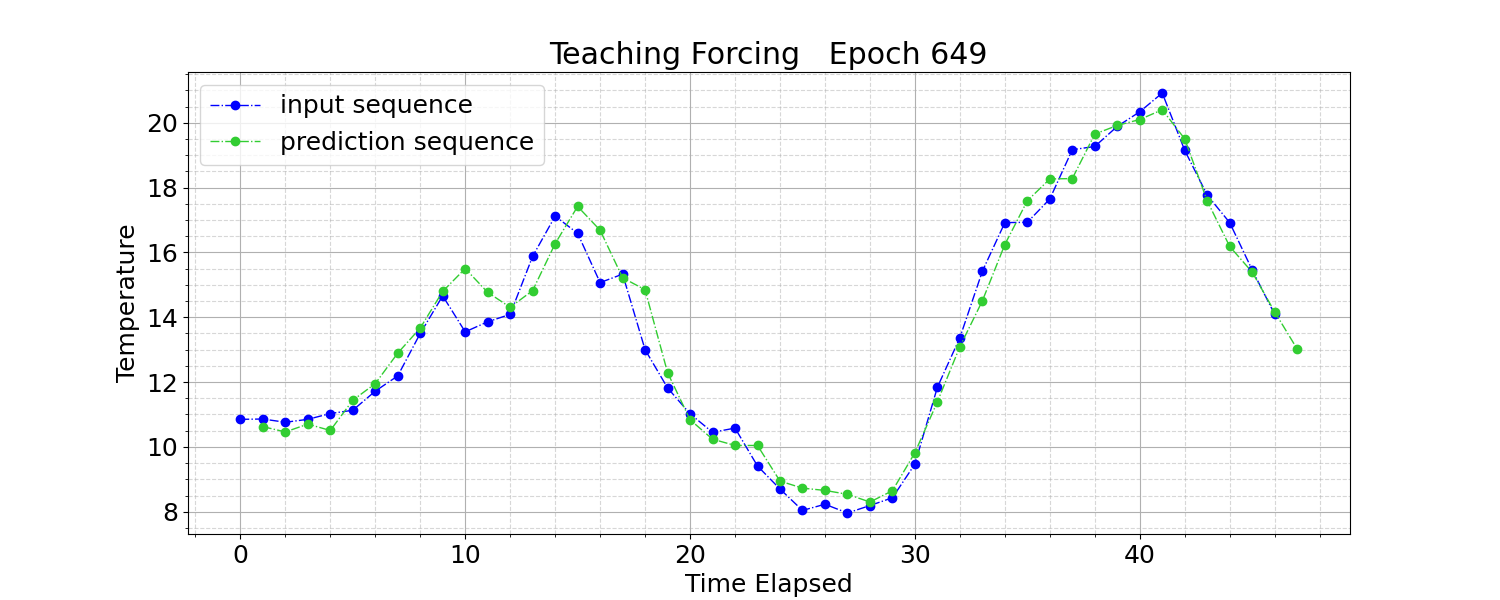 Teaching Forcing   Epoch 649
input sequence
prediction sequence
Temperature
20
18
16
14
12
10
8
0 10 20 30 40
Time Elapsed